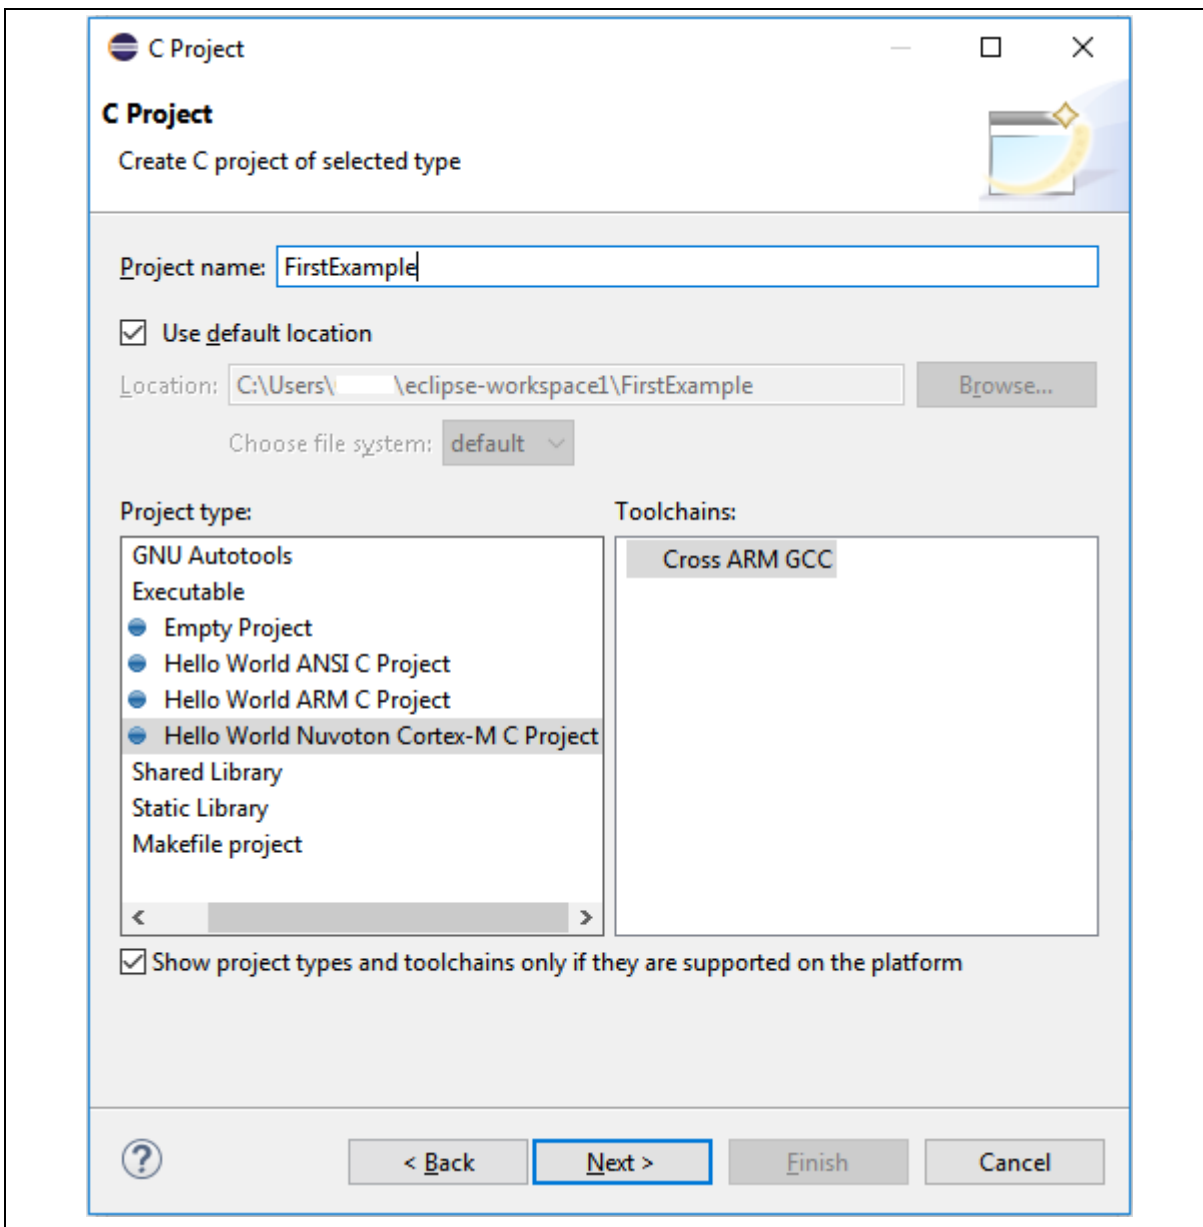 C Project
C Project
Create C project of selected type
Project name: FirstExample
Use default location
Location: C:\Users\ \eclipse-workspace1\FirstExample Browse...
Choose file system: default
Project type: Toolchains:
GNU Autotools Cross ARM GCC
Executable
Empty Project
Hello World ANSI C Project
Hello World ARM C Project
Hello World Nuvoton Cortex-M C Project
Shared Library
Static Library
Makefile project
Show project types and toolchains only if they are supported on the platform
? < Back Next > Finish Cancel